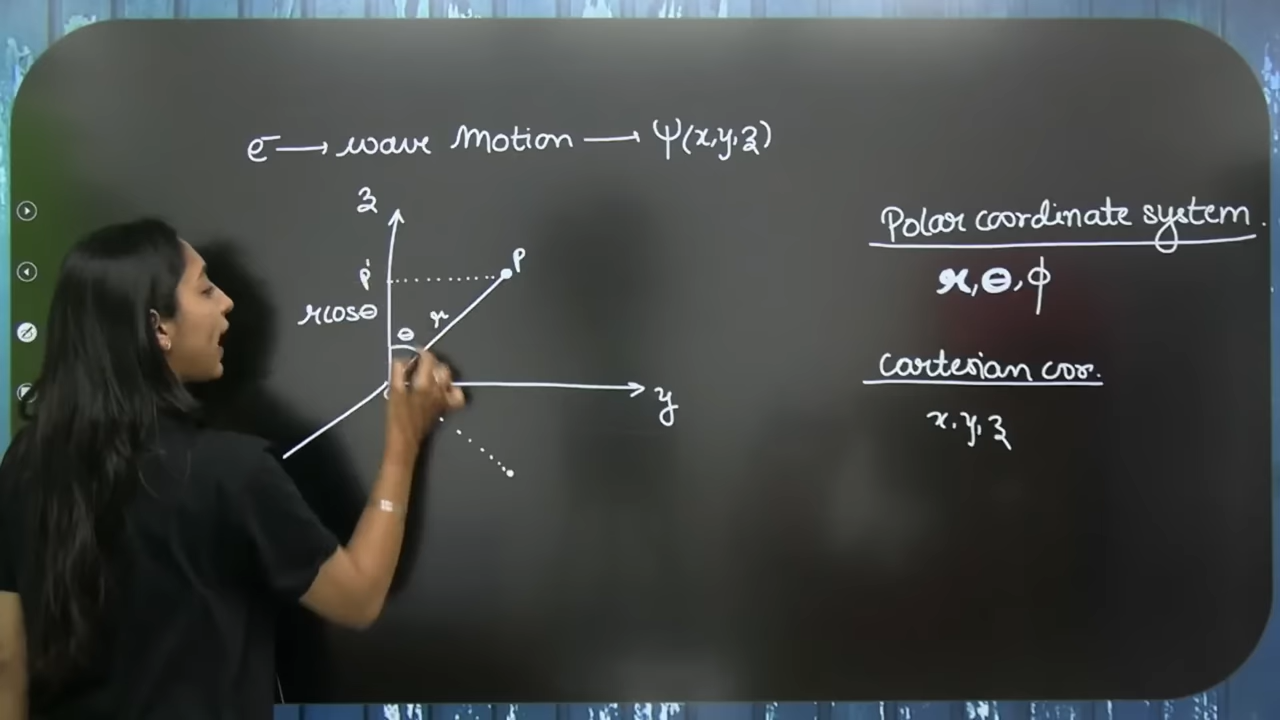 e⁻ → wave Motion → Ψ(x,y,z)
z
P
P'
rcosθ
r
θ
y
Polar coordinate system.
r, θ, φ
cartesian cor.
x, y, z